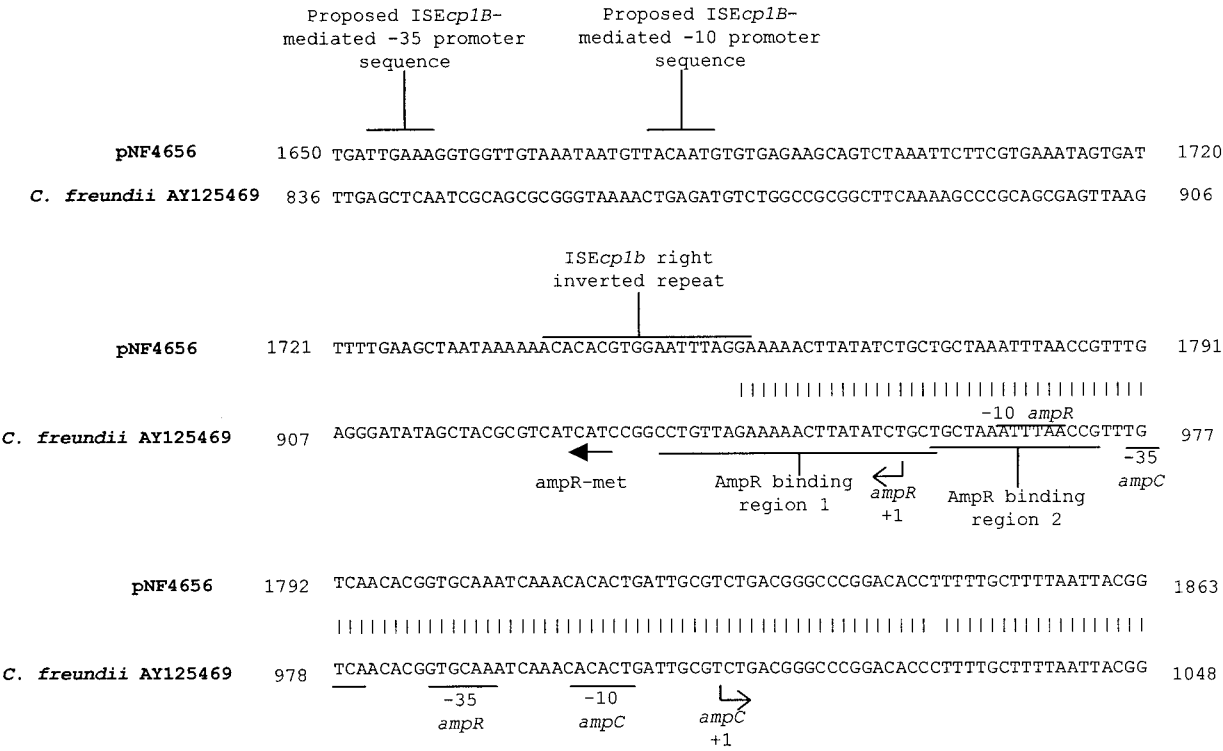 Proposed ISEcp1B-
mediated -35 promoter
sequence
Proposed ISEcp1B-
mediated -10 promoter
sequence
pNF4656 1650 TGATTGAAAGGTGGTTGTAAATAATGTTACAATGTGTGAGAAGCAGTCTAAATTCTTCGTGAAATAGTGAT 1720
C. freundii AY125469 836 TTGAGCTCAATCGCAGCGCGGGTAAAACTGAGATGTCTGGCCGCGGCTTCAAAAGCCCGCAGCGAGTTAAG 906
ISEcp1b right
inverted repeat
pNF4656 1721 TTTTGAAGCTAATAAAAAACACACGTGGAATTTAGGAAAAACTTATATCTGCTGCTAAATTTAACCGTTTG 1791
-10 ampR
C. freundii AY125469 907 AGGGATATAGCTACGCGTCATCATCCGGCCTGTTAGAAAAACTTATATCTGCTGCTAAATTTAACCGTTTG 977
ampR-met
AmpR binding
region 1
ampR
+1
AmpR binding
region 2
-35
ampC
pNF4656 1792 TCAACACGGTGCAAATCAAACACACTGATTGCGTCTGACGGGCCCGGACACCTTTTTGCTTTTAATTACGG 1863
C. freundii AY125469 978 TCAACACGGTGCAAATCAAACACACTGATTGCGTCTGACGGGCCCGGACACCCTTTTGCTTTTAATTACGG 1048
-35
ampR
-10
ampC
ampC
+1